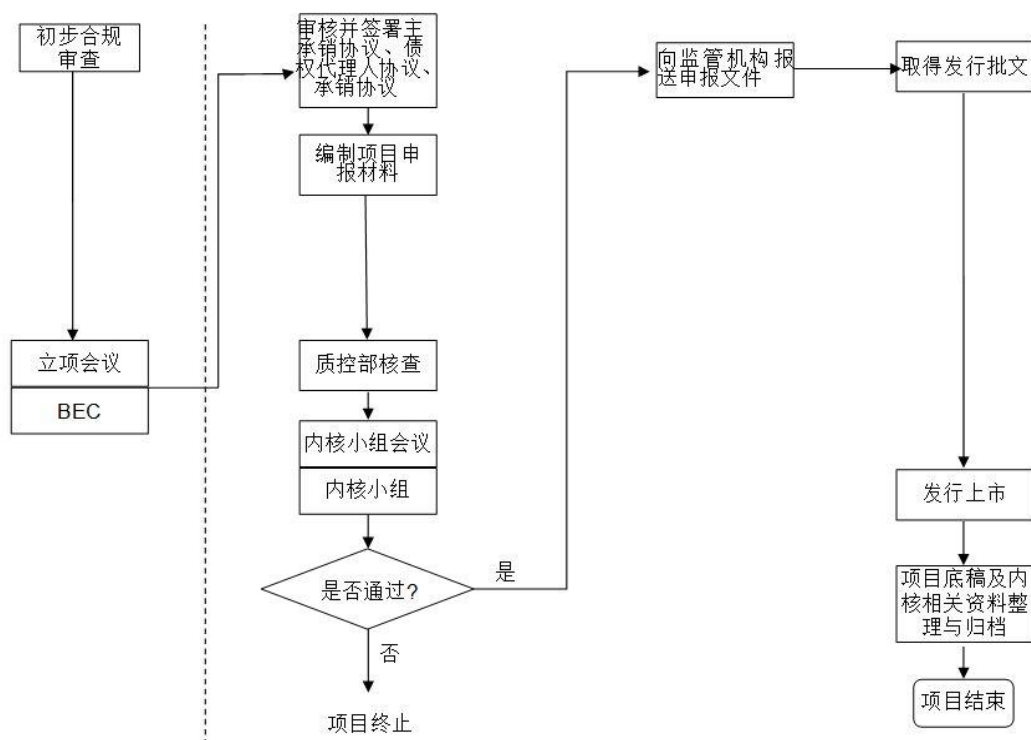 初步合规
审查
立项会议
BEC
审核并签署主
承销协议、债
权代理人协议、
承销协议
编制项目申
报材料
质控部核查
内核小组会议
内核小组
是否通过?
是
否
项目终止
向监管机构报
送申报文件
取得发行批文
发行上市
项目底稿及内
核相关资料整
理与归档
项目结束